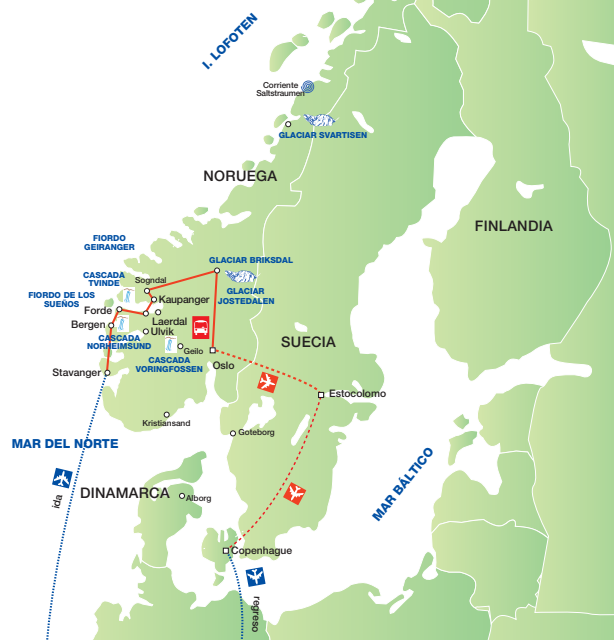 I. LOFOTEN
Corriente
Saltstraumen
GLACIAR SVARTISEN
NORUEGA
FINLANDIA
FIORDO
GEIRANGER
GLACIAR BRIKSDAL
CASCADA
TVINDE
Sogndal
GLACIAR
JOSTEDALEN
FIORDO DE LOS
SUEÑOS
Kaupanger
Forde
Laerdal
Bergen
Ulvik
CASCADA
NORHEIMSUND
Geilo
SUECIA
CASCADA
VORINGFOSSEN
Oslo
Stavanger
Estocolomo
Kristiansand
Goteborg
MAR DEL NORTE
MAR BÁLTICO
ida
DINAMARCA
Alborg
Copenhague
regreso